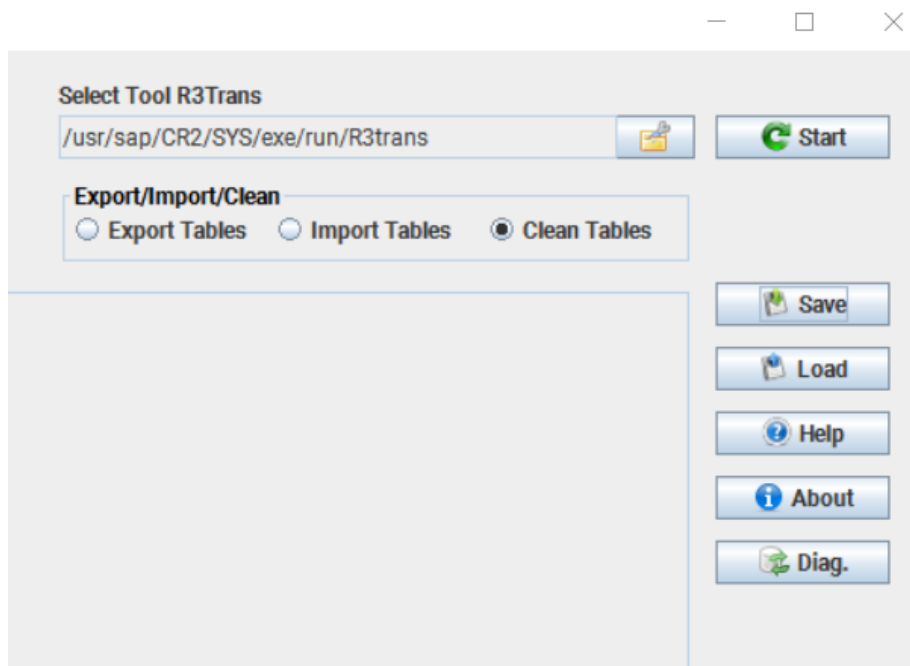 Select Tool R3Trans
/usr/sap/CR2/SYS/exe/run/R3trans
Start
Export/Import/Clean
Export Tables Import Tables Clean Tables
Save
Load
Help
About
Diag.